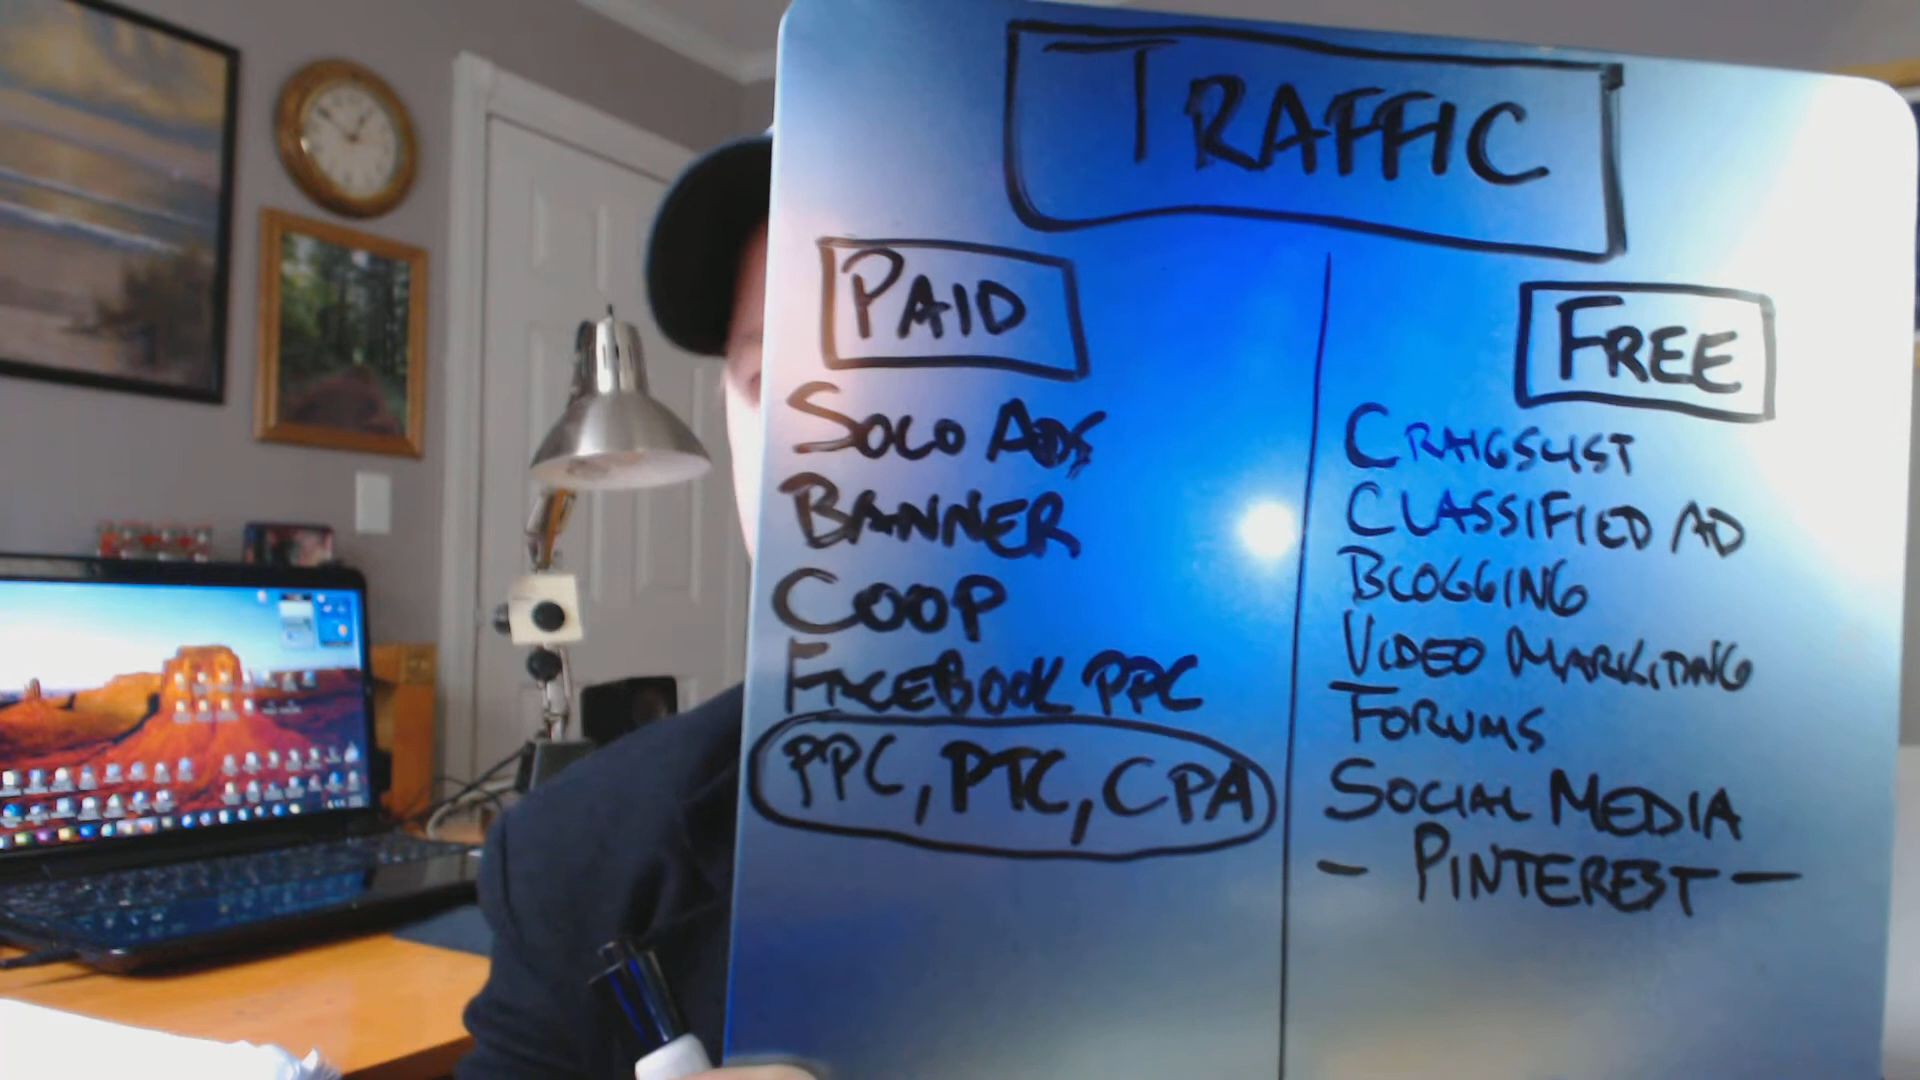 TRAFFIC
PAID
SOLO ADS
BANNER
COOP
FACEBOOK PPC
PPC, PTC, CPA
FREE
CRAIGSLIST
CLASSIFIED AD
BLOGGING
VIDEO MARKITING
FORUMS
SOCIAL MEDIA
- PINTEREST -